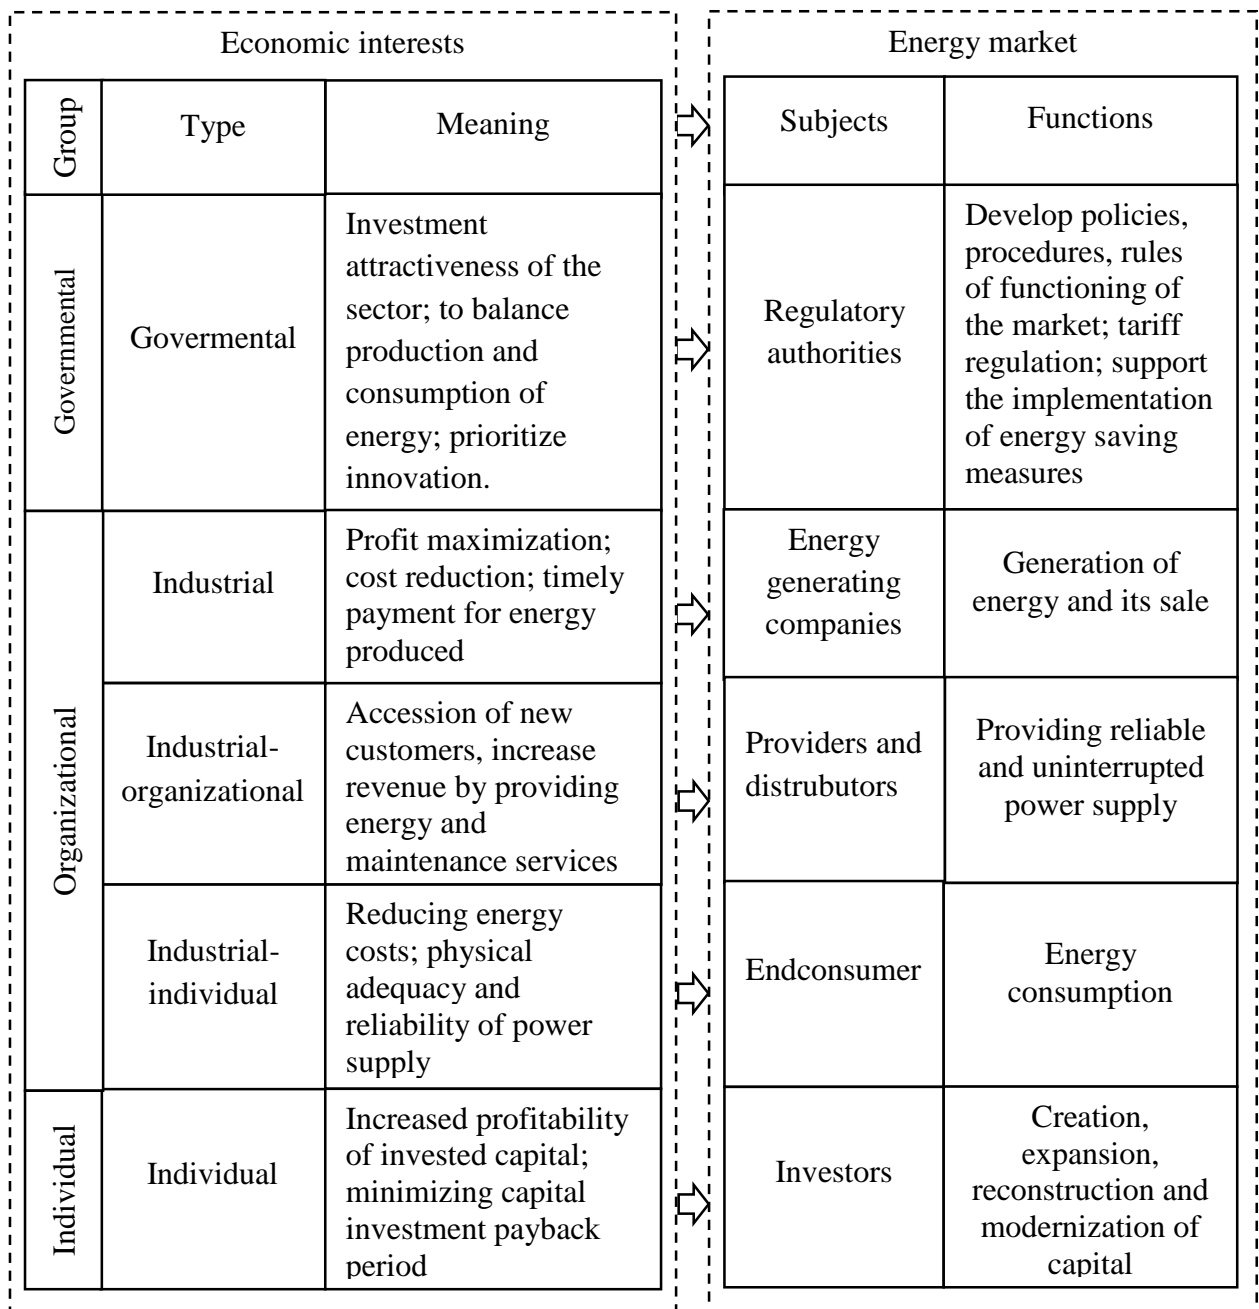 Economic interests
Energy market
Group
Type
Meaning
Subjects
Functions
Governmental
Govermental
Investment
attractiveness of the
sector; to balance
production and
consumption of
energy; prioritize
innovation.
Regulatory
authorities
Develop policies,
procedures, rules
of functioning of
the market; tariff
regulation; support
the implementation
of energy saving
measures
Organizational
Industrial
Profit maximization;
cost reduction; timely
payment for energy
produced
Energy
generating
companies
Generation of
energy and its sale
Industrial-
organizational
Accession of new
customers, increase
revenue by providing
energy and
maintenance services
Providers and
distrubutors
Providing reliable
and uninterrupted
power supply
Industrial-
individual
Reducing energy
costs; physical
adequacy and
reliability of power
supply
Endconsumer
Energy
consumption
Individual
Individual
Increased profitability
of invested capital;
minimizing capital
investment payback
period
Investors
Creation,
expansion,
reconstruction and
modernization of
capital